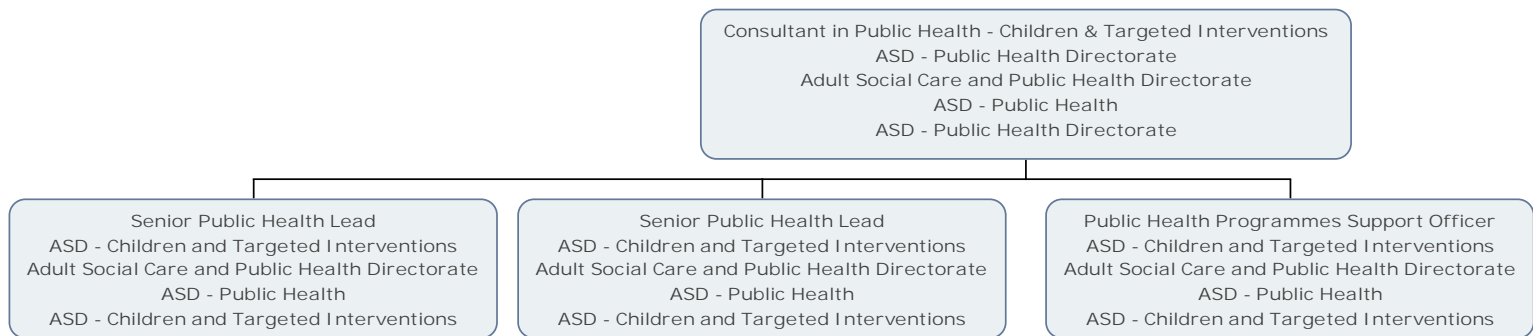 Consultant in Public Health - Children & Targeted Interventions
ASD - Public Health Directorate
Adult Social Care and Public Health Directorate
ASD - Public Health
ASD - Public Health Directorate
Senior Public Health Lead
ASD - Children and Targeted Interventions
Adult Social Care and Public Health Directorate
ASD - Public Health
ASD - Children and Targeted Interventions
Senior Public Health Lead
ASD - Children and Targeted Interventions
Adult Social Care and Public Health Directorate
ASD - Public Health
ASD - Children and Targeted Interventions
Public Health Programmes Support Officer
ASD - Children and Targeted Interventions
Adult Social Care and Public Health Directorate
ASD - Public Health
ASD - Children and Targeted Interventions